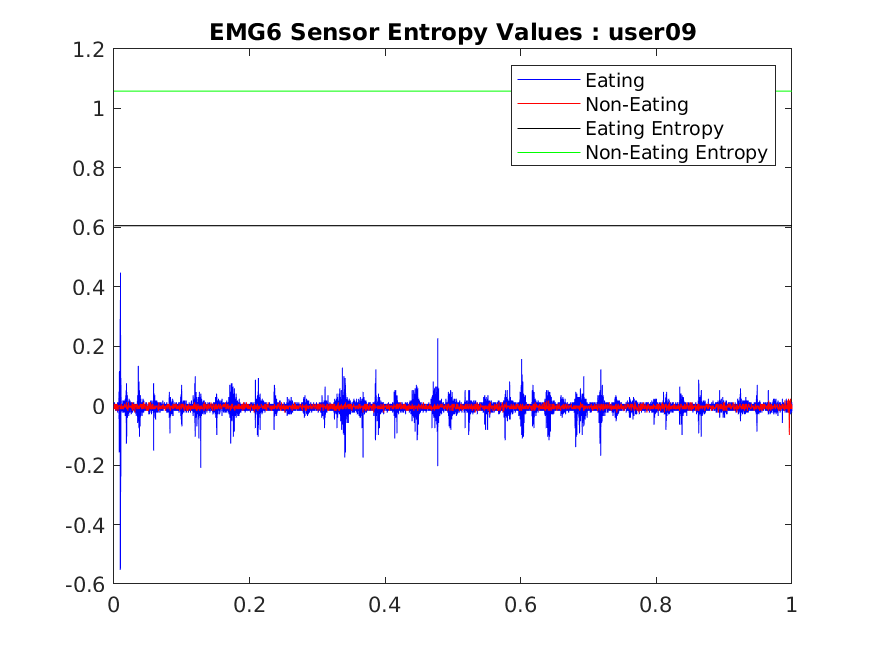 EMG6 Sensor Entropy Values : user09
1.2
1
0.8
0.6
0.4
0.2
0
-0.2
-0.4
-0.6
Eating
Non-Eating
Eating Entropy
Non-Eating Entropy
0 0.2 0.4 0.6 0.8 1